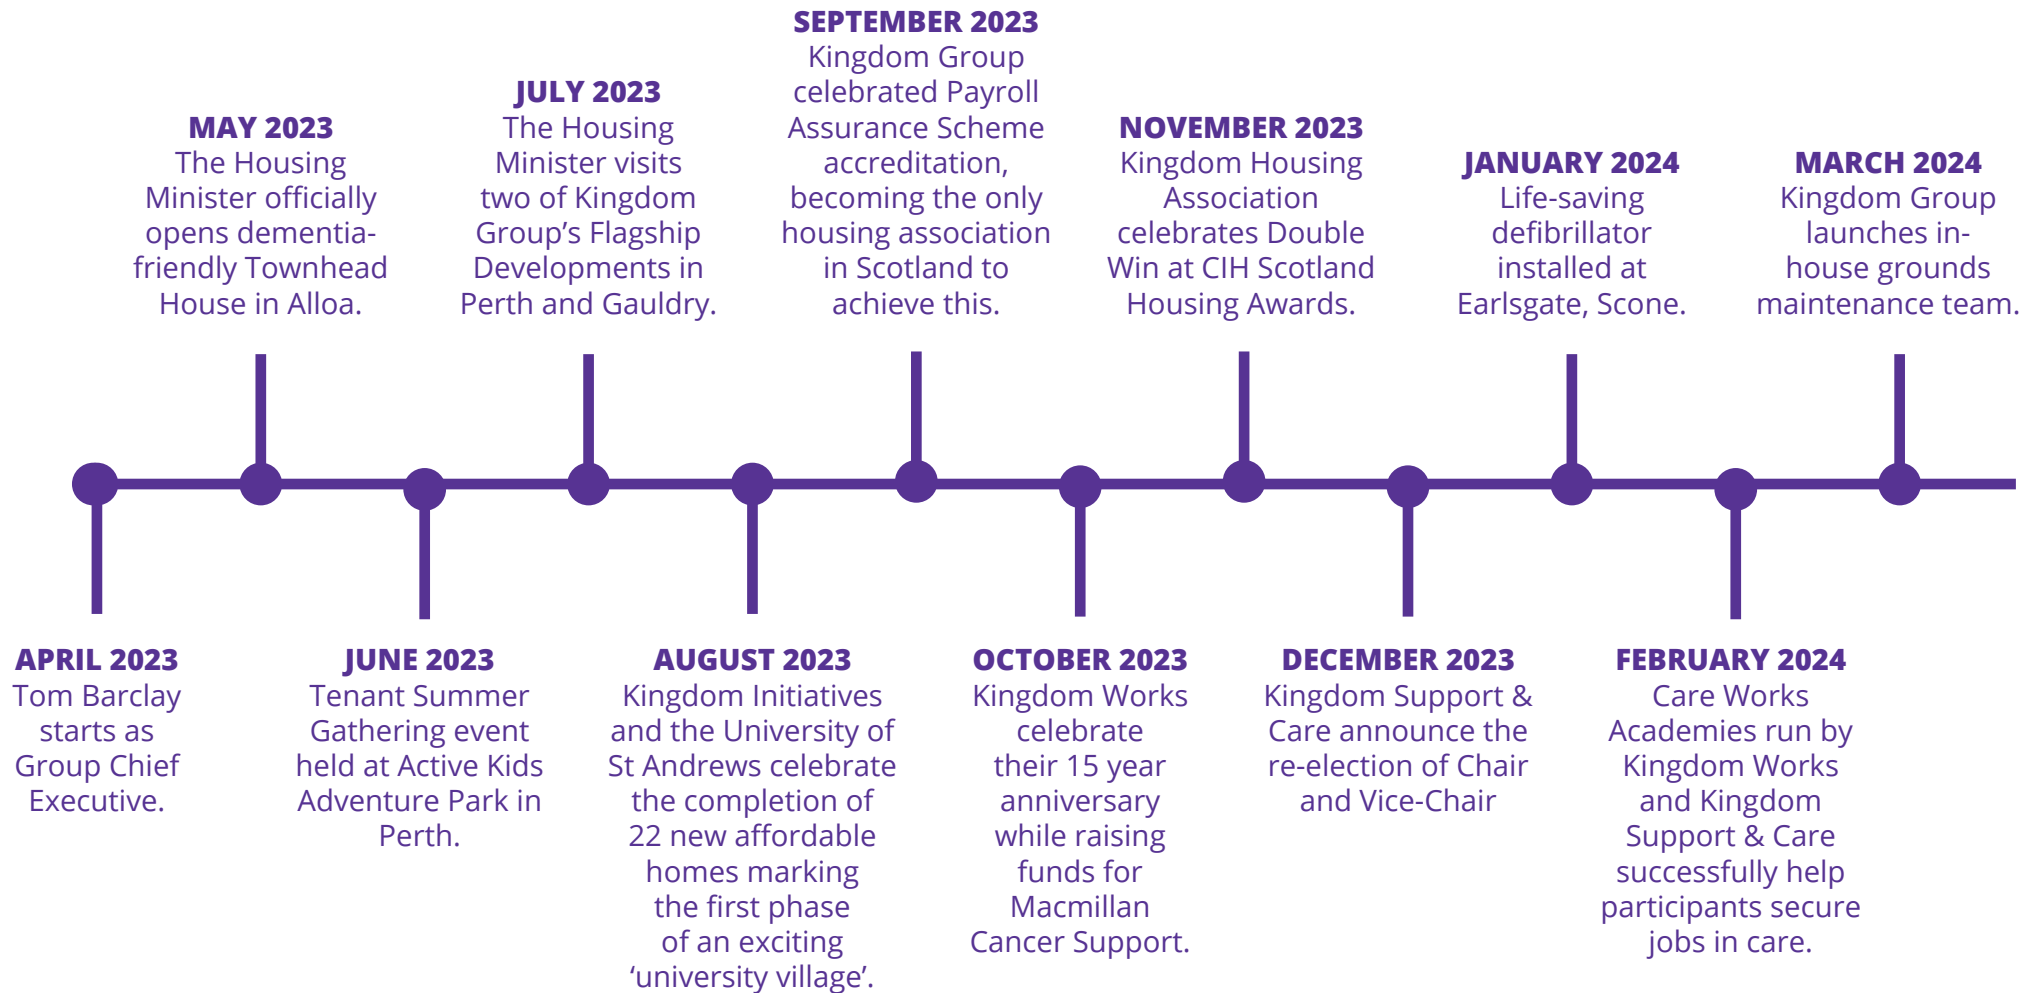 APRIL 2023
Tom Barclay
starts as
Group Chief
Executive.
MAY 2023
The Housing
Minister officially
opens dementia-
friendly Townhead
House in Alloa.
JUNE 2023
Tenant Summer
Gathering event
held at Active Kids
Adventure Park in
Perth.
JULY 2023
The Housing
Minister visits
two of Kingdom
Group’s Flagship
Developments in
Perth and Gauldry.
AUGUST 2023
Kingdom Initiatives
and the University of
St Andrews celebrate
the completion of
22 new affordable
homes marking
the first phase
of an exciting
‘university village’.
SEPTEMBER 2023
Kingdom Group
celebrated Payroll
Assurance Scheme
accreditation,
becoming the only
housing association
in Scotland to
achieve this.
OCTOBER 2023
Kingdom Works
celebrate
their 15 year
anniversary
while raising
funds for
Macmillan
Cancer Support.
NOVEMBER 2023
Kingdom Housing
Association
celebrates Double
Win at CIH Scotland
Housing Awards.
DECEMBER 2023
Kingdom Support &
Care announce the
re-election of Chair
and Vice-Chair
JANUARY 2024
Life-saving
defibrillator
installed at
Earlsgate, Scone.
FEBRUARY 2024
Care Works
Academies run by
Kingdom Works
and Kingdom
Support & Care
successfully help
participants secure
jobs in care.
MARCH 2024
Kingdom Group
launches in-
house grounds
maintenance team.